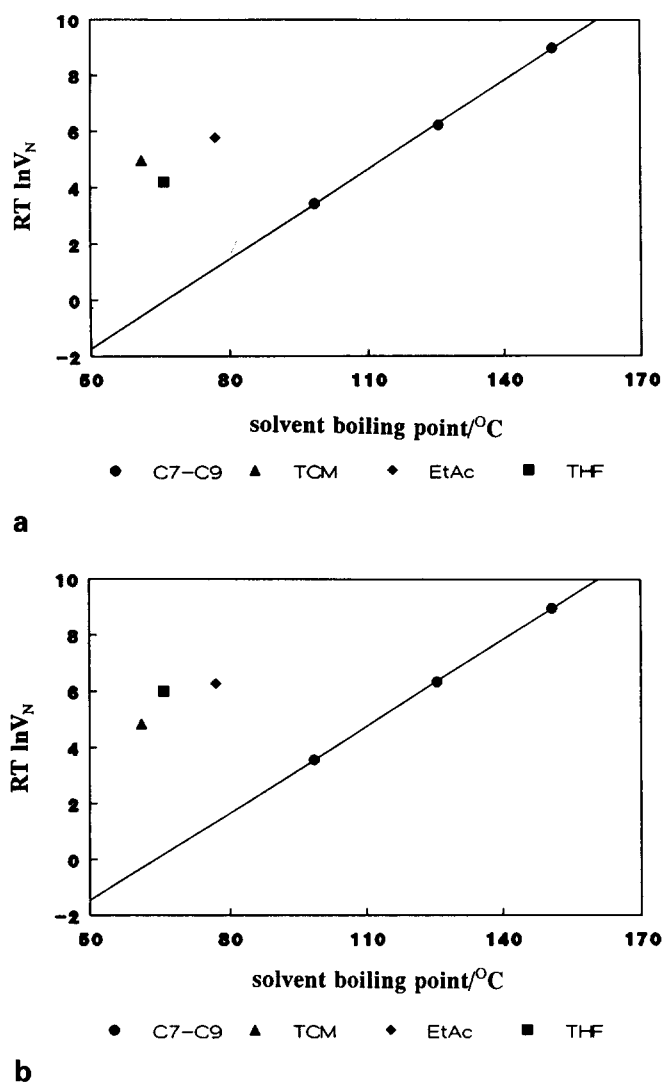 10
8
6
4
2
0
-2
RT lnV_N
50 80 110 140 170
solvent boiling point/°C
● C7-C9 ▲ TCM ◆ EtAc ■ THF
a
10
8
6
4
2
0
-2
RT lnV_N
50 80 110 140 170
solvent boiling point/°C
● C7-C9 ▲ TCM ◆ EtAc ■ THF
b